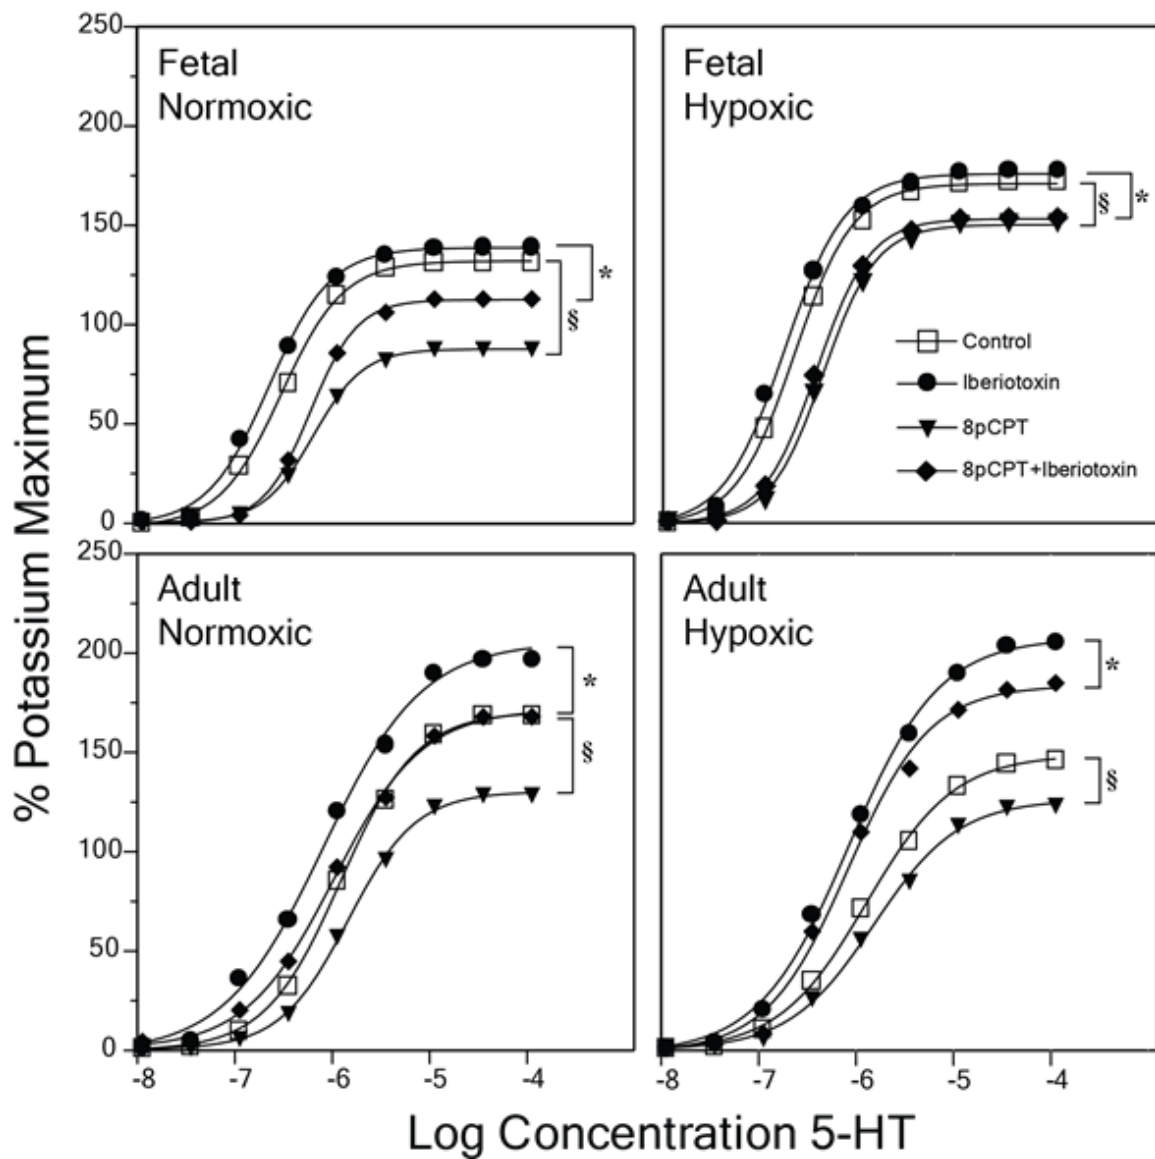 % Potassium Maximum
250
200
150
100
50
0
Fetal
Normoxic
*
§
Fetal
Hypoxic
§
*
Control
Iberiotoxin
8pCPT
8pCPT+Iberiotoxin
250
200
150
100
50
0
Adult
Normoxic
*
§
-8 -7 -6 -5 -4
Adult
Hypoxic
*
§
-8 -7 -6 -5 -4
Log Concentration 5-HT